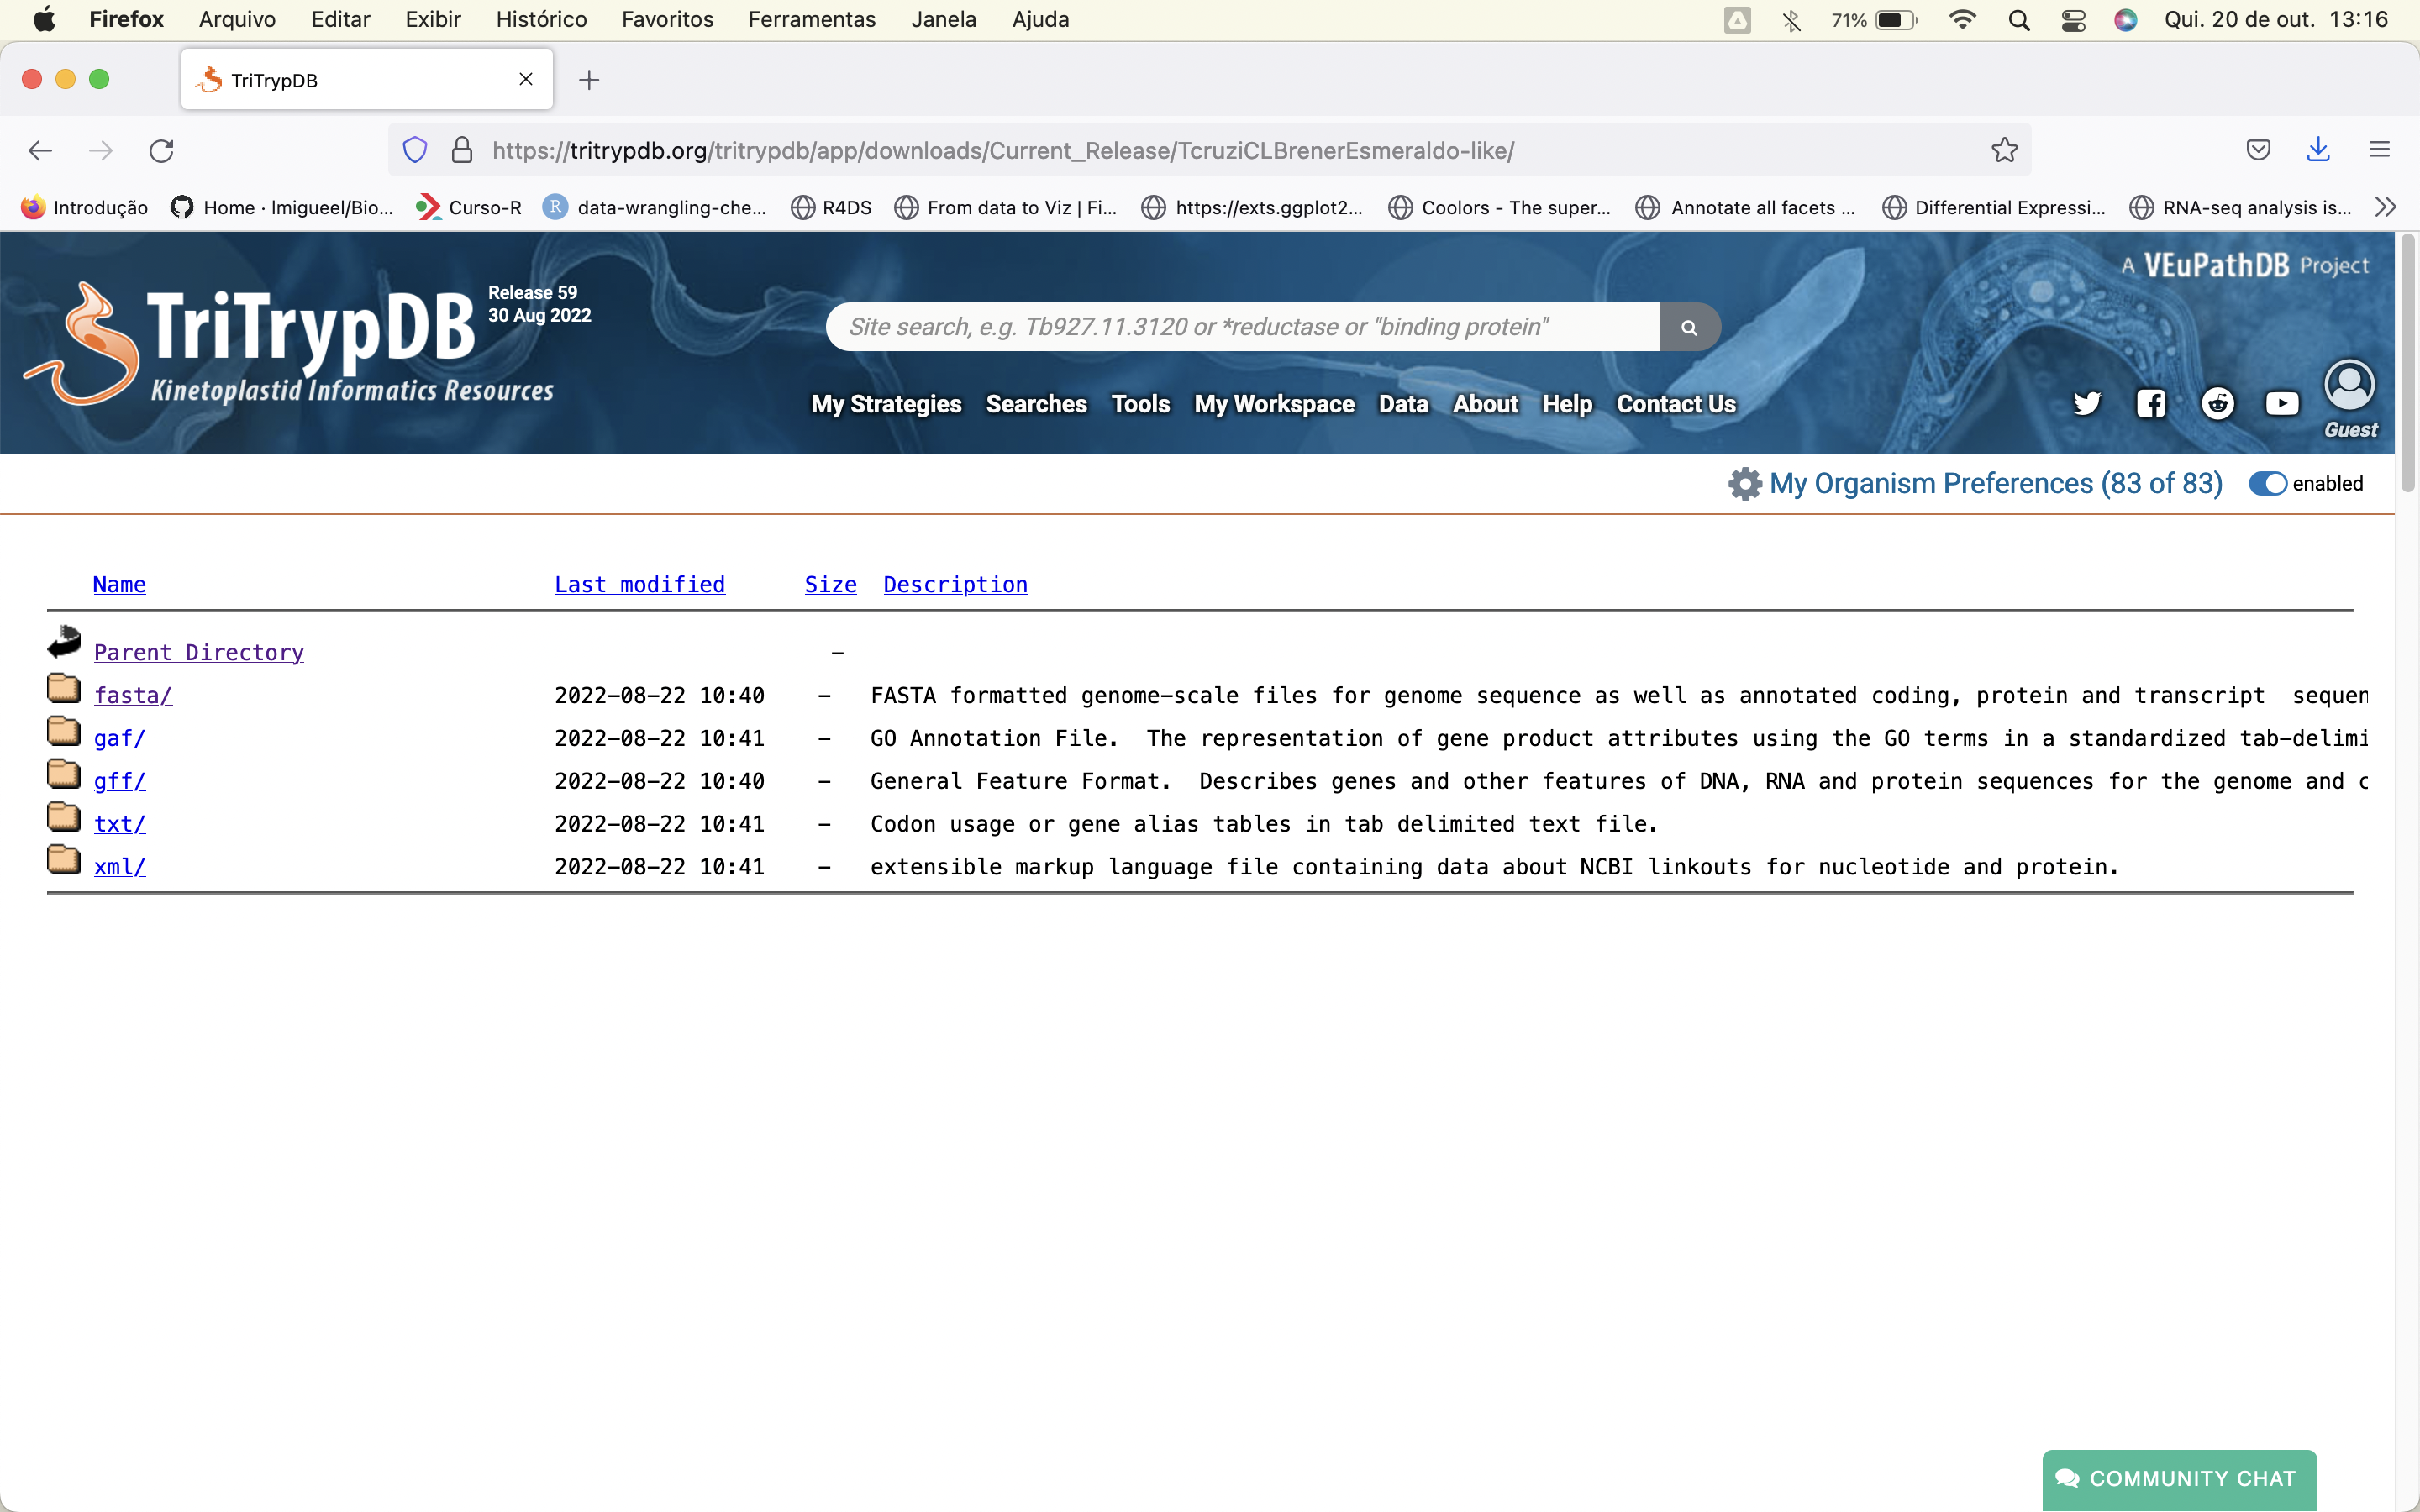 Firefox Arquivo Editar Exibir Histórico Favoritos Ferramentas Janela Ajuda 71% Qui. 20 de out. 13:16
TriTrypDB
https://tritrypdb.org/tritrypdb/app/downloads/Current_Release/TcruziCLBrenerEsmeraldo-like/
Introdução Home · lmigueel/Bio... Curso-R R data-wrangling-che... R4DS From data to Viz | Fi... https://exts.ggplot2... Coolors - The super... Annotate all facets ... Differential Expressi... RNA-seq analysis is...
A VEuPathDB Project
TriTrypDB
Release 59
30 Aug 2022
Kinetoplastid Informatics Resources
Site search, e.g. Tb927.11.3120 or *reductase or "binding protein"
My Strategies Searches Tools My Workspace Data About Help Contact Us
Guest
My Organism Preferences (83 of 83) enabled
Name Last modified Size Description
Parent Directory -
fasta/ 2022-08-22 10:40 - FASTA formatted genome-scale files for genome sequence as well as annotated coding, protein and transcript sequen
gaf/ 2022-08-22 10:41 - GO Annotation File. The representation of gene product attributes using the GO terms in a standardized tab-delimi
gff/ 2022-08-22 10:40 - General Feature Format. Describes genes and other features of DNA, RNA and protein sequences for the genome and c
txt/ 2022-08-22 10:41 - Codon usage or gene alias tables in tab delimited text file.
xml/ 2022-08-22 10:41 - extensible markup language file containing data about NCBI linkouts for nucleotide and protein.
COMMUNITY CHAT